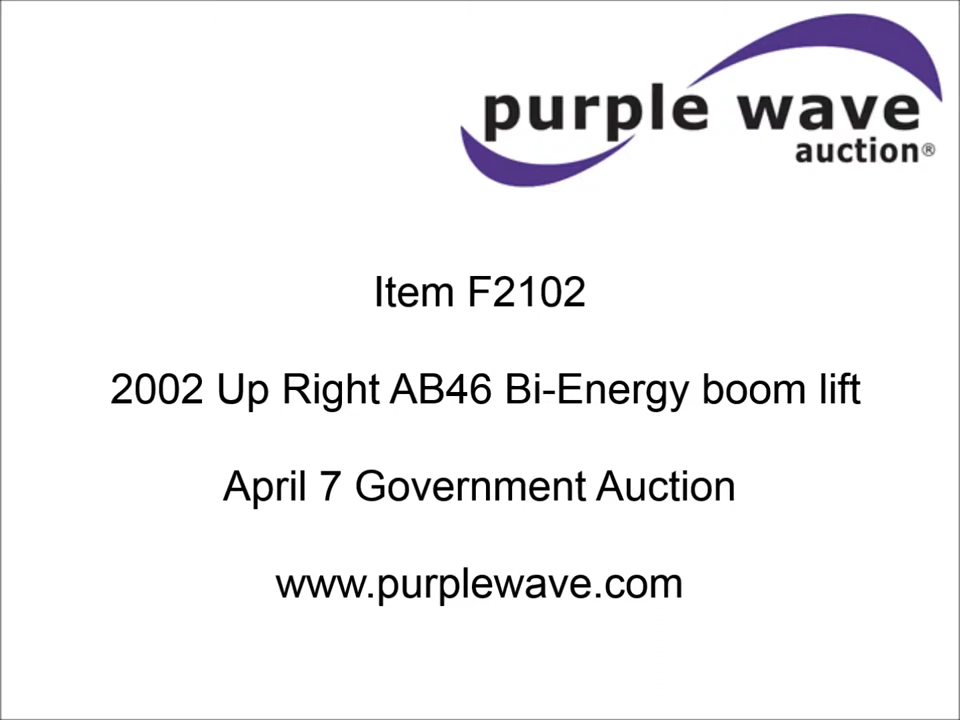 purple wave
auction®
Item F2102
2002 Up Right AB46 Bi-Energy boom lift
April 7 Government Auction
www.purplewave.com